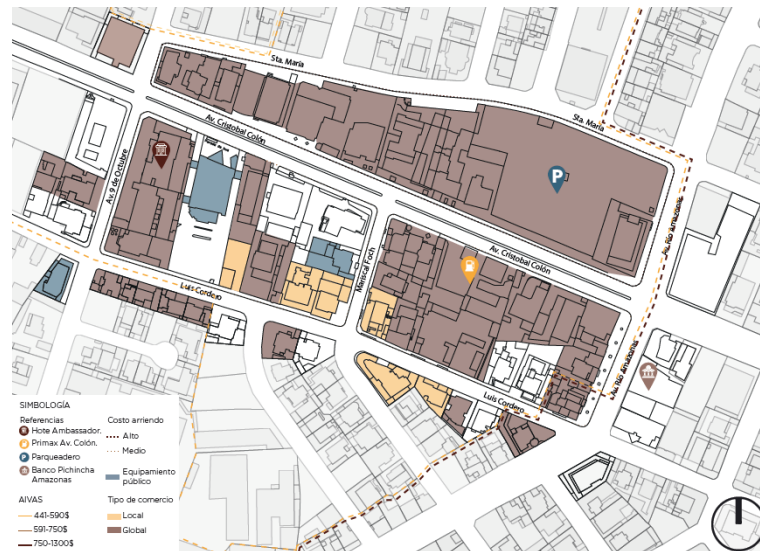 Sta. María
Av. Cristobal Colón
Sta. María
Av. 9 de Octubre
P
Av. Río Amazonas
Mariscal Foch
Av. Cristobal Colón
Luis Cordero
Av. Río Amazonas
Luis Cordero
SIMBOLOGÍA
Referencias
Hote Ambassador.
Primax Av. Colón.
P Parqueadero
Banco Pichincha
Amazonas
AIVAS
441-590$
591-750$
750-1300$
Costo arriendo
Alto
Medio
Equipamiento
público
Tipo de comercio
Local
Global